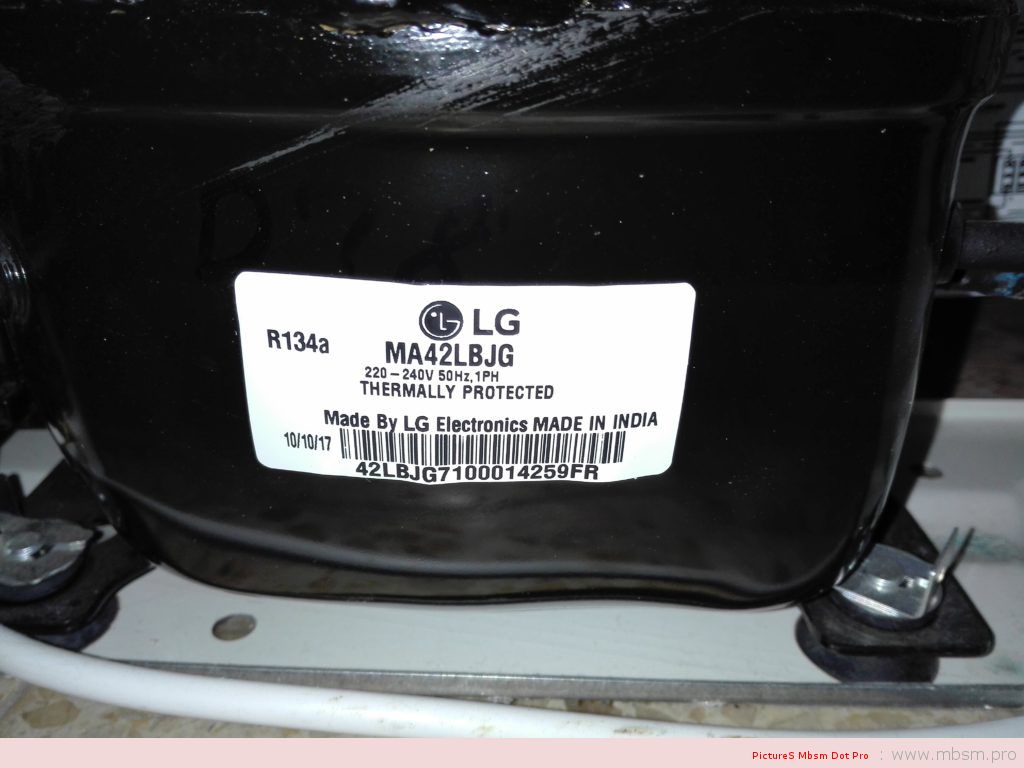 LG
R134a
MA42LBJG
220-240V 50Hz,1PH
THERMALLY PROTECTED
Made By LG Electronics MADE IN INDIA
10/10/17
42LBJG7100014259FR
PictureS Mbsm Dot Pro : www.mbsm.pro